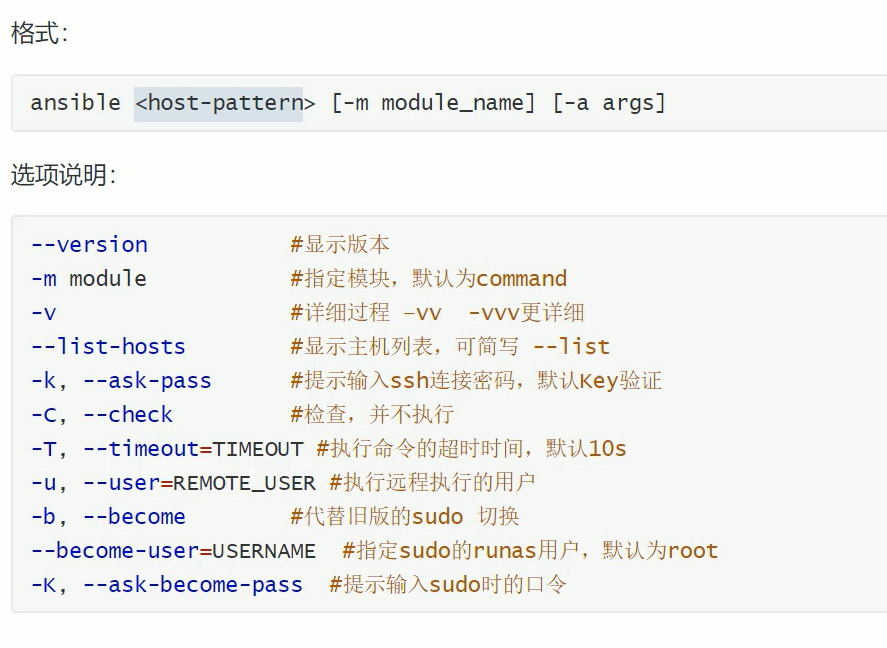 格式：
ansible <host-pattern> [-m module_name] [-a args]
选项说明：
--version #显示版本
-m module #指定模块，默认为command
-v #详细过程 –vv -vvv更详细
--list-hosts #显示主机列表，可简写 --list
-k, --ask-pass #提示输入ssh连接密码，默认Key验证
-C, --check #检查，并不执行
-T, --timeout=TIMEOUT #执行命令的超时时间，默认10s
-u, --user=REMOTE_USER #执行远程执行的用户
-b, --become #代替旧版的sudo 切换
--become-user=USERNAME #指定sudo的runas用户，默认为root
-K, --ask-become-pass #提示输入sudo时的口令